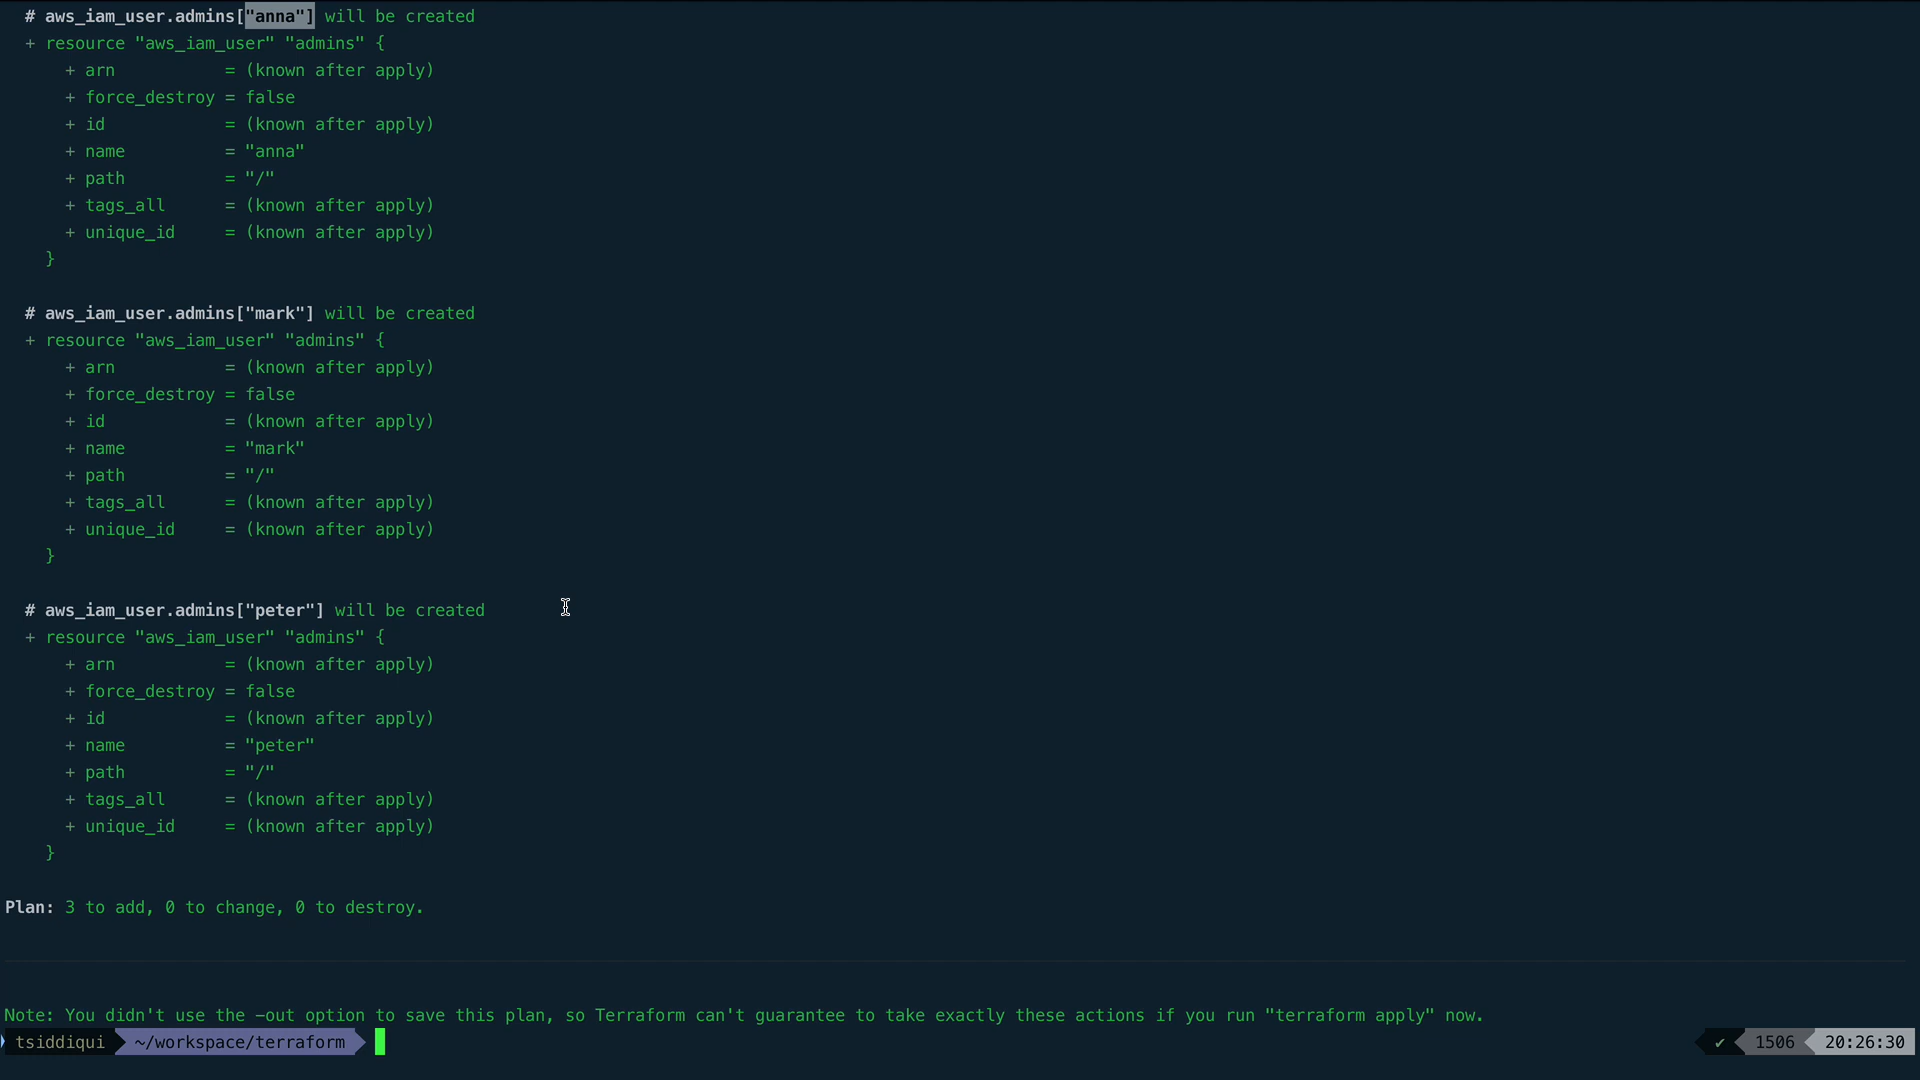 # aws_iam_user.admins["anna"] will be created
+ resource "aws_iam_user" "admins" {
+ arn = (known after apply)
+ force_destroy = false
+ id = (known after apply)
+ name = "anna"
+ path = "/"
+ tags_all = (known after apply)
+ unique_id = (known after apply)
}
# aws_iam_user.admins["mark"] will be created
+ resource "aws_iam_user" "admins" {
+ arn = (known after apply)
+ force_destroy = false
+ id = (known after apply)
+ name = "mark"
+ path = "/"
+ tags_all = (known after apply)
+ unique_id = (known after apply)
}
# aws_iam_user.admins["peter"] will be created
+ resource "aws_iam_user" "admins" {
+ arn = (known after apply)
+ force_destroy = false
+ id = (known after apply)
+ name = "peter"
+ path = "/"
+ tags_all = (known after apply)
+ unique_id = (known after apply)
}
Plan: 3 to add, 0 to change, 0 to destroy.
Note: You didn't use the -out option to save this plan, so Terraform can't guarantee to take exactly these actions if you run "terraform apply" now.
tsiddiqui ~/workspace/terraform ✔ 1506 20:26:30